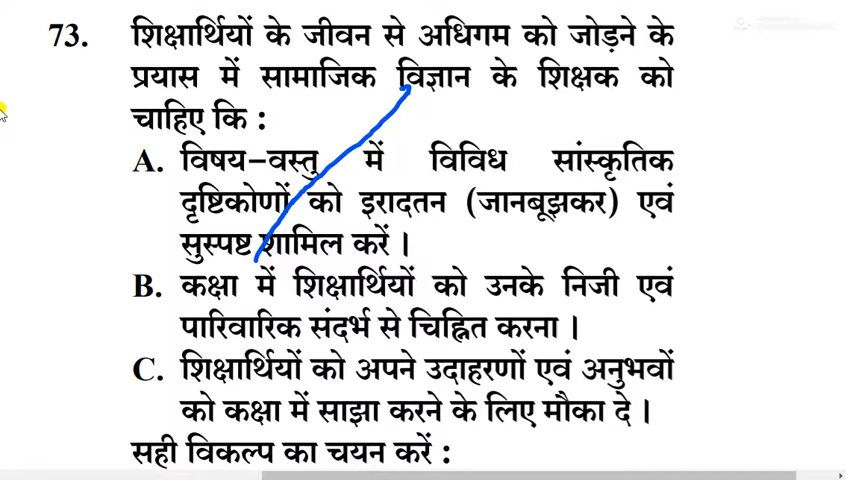 73. शिक्षार्थियों के जीवन से अधिगम को जोड़ने के
प्रयास में सामाजिक विज्ञान के शिक्षक को
चाहिए कि :
A. विषय-वस्तु में विविध सांस्कृतिक
दृष्टिकोणों को इरादतन (जानबूझकर) एवं
सुस्पष्ट शामिल करें ।
B. कक्षा में शिक्षार्थियों को उनके निजी एवं
पारिवारिक संदर्भ से चिह्नित करना ।
C. शिक्षार्थियों को अपने उदाहरणों एवं अनुभवों
को कक्षा में साझा करने के लिए मौका दे ।
सही विकल्प का चयन करें :